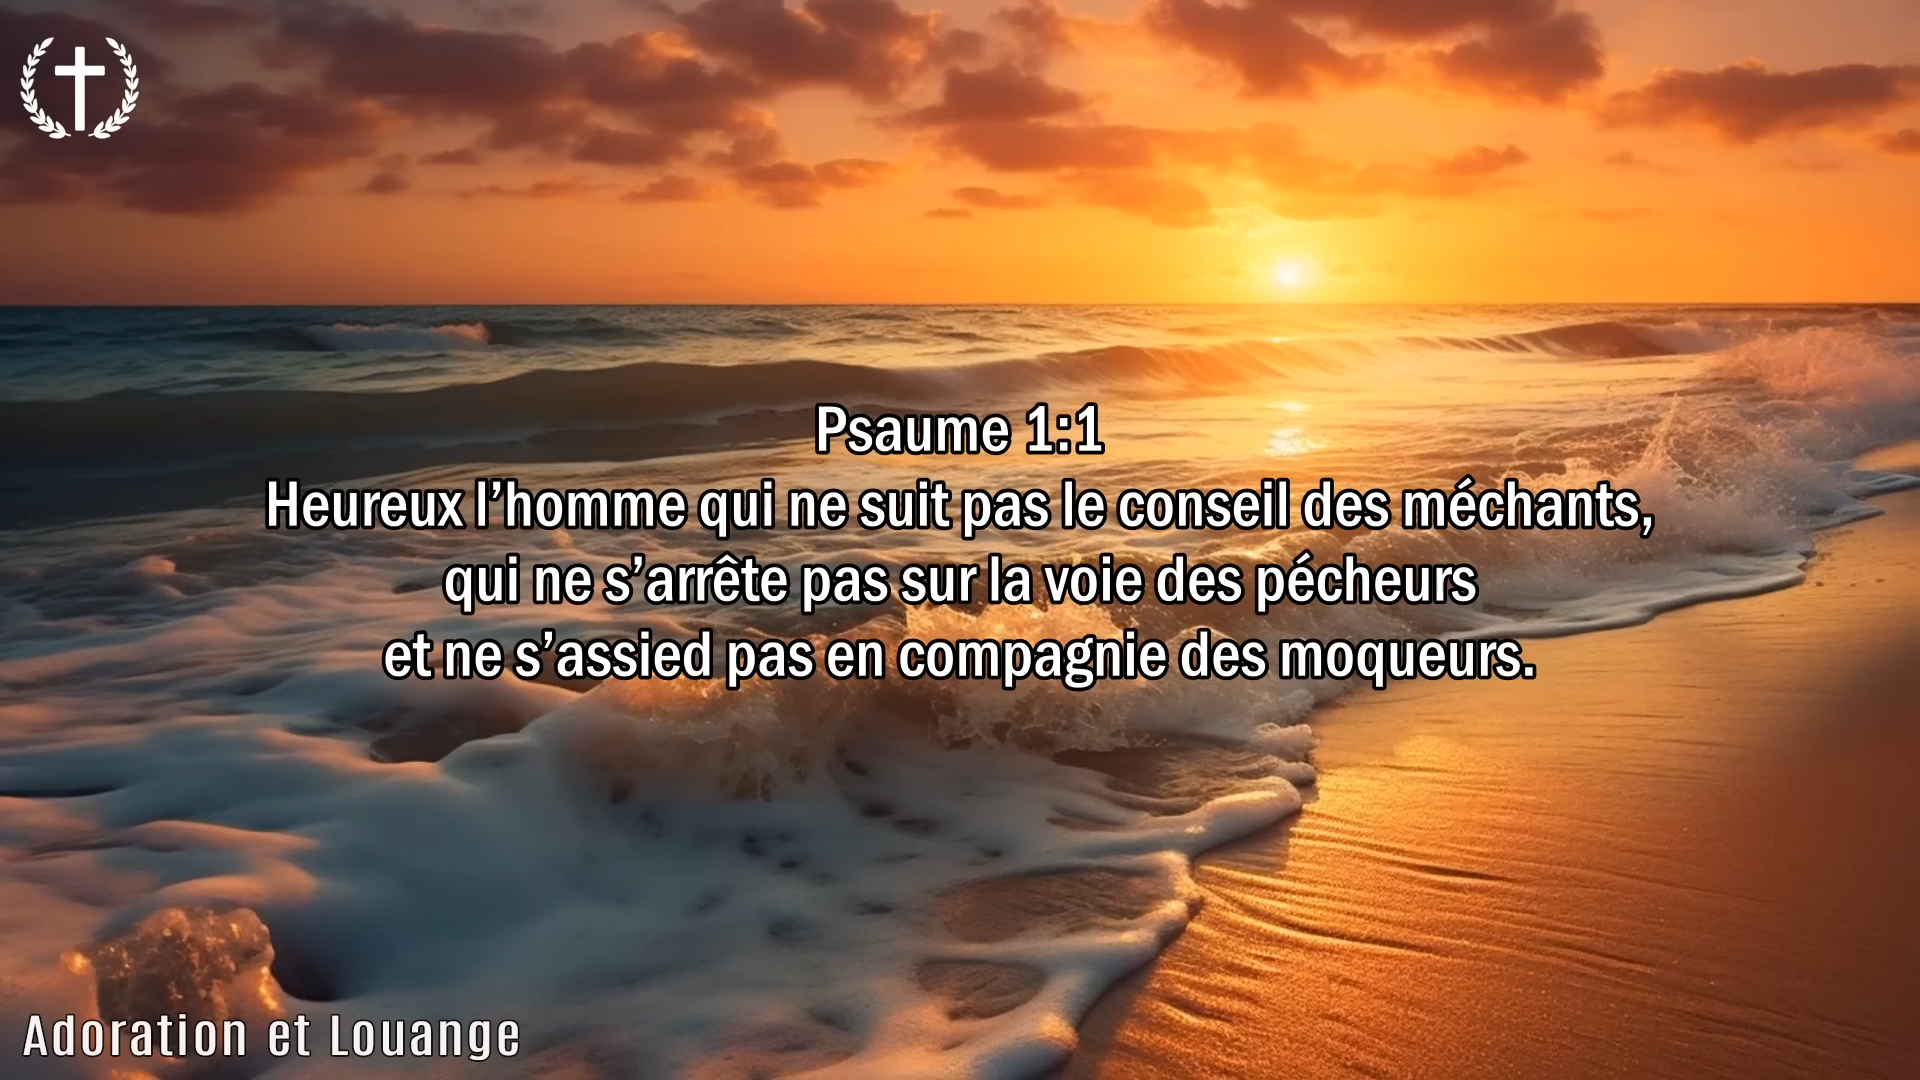 Psaume 1:1
Heureux l’homme qui ne suit pas le conseil des méchants,
qui ne s’arrête pas sur la voie des pécheurs
et ne s’assied pas en compagnie des moqueurs.
Adoration et Louange